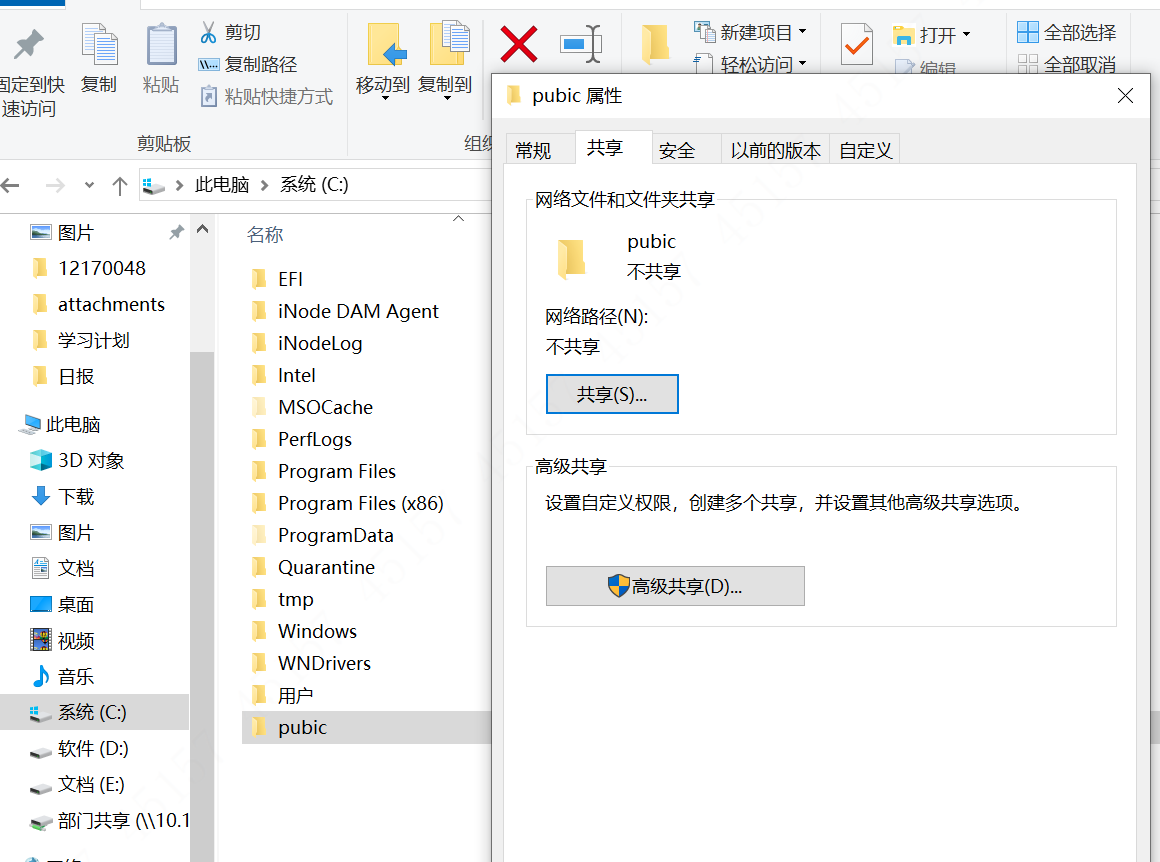 固定到快
速访问
复制
粘贴
剪切
复制路径
粘贴快捷方式
剪贴板
移动到
复制到
组织
新建项目
轻松访问
打开
编辑
全部选择
全部取消
此电脑
系统 (C:)
图片
12170048
attachments
学习计划
日报
此电脑
3D 对象
下载
图片
文档
桌面
视频
音乐
系统 (C:)
软件 (D:)
文档 (E:)
部门共享 (\\10.1
名称
EFI
iNode DAM Agent
iNodeLog
Intel
MSOCache
PerfLogs
Program Files
Program Files (x86)
ProgramData
Quarantine
tmp
Windows
WNDrivers
用户
pubic
pubic 属性
常规
共享
安全
以前的版本
自定义
网络文件和文件夹共享
pubic
不共享
网络路径(N):
不共享
共享(S)...
高级共享
设置自定义权限，创建多个共享，并设置其他高级共享选项。
高级共享(D)...